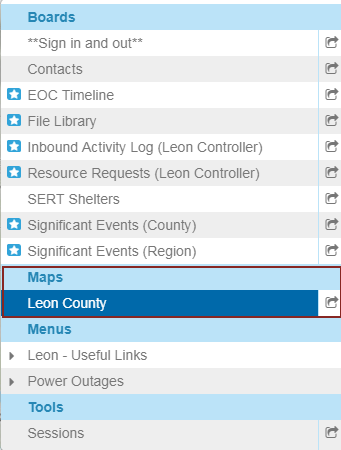 Boards
**Sign in and out**
Contacts
EOC Timeline
File Library
Inbound Activity Log (Leon Controller)
Resource Requests (Leon Controller)
SERT Shelters
Significant Events (County)
Significant Events (Region)
Maps
Leon County
Menus
Leon - Useful Links
Power Outages
Tools
Sessions